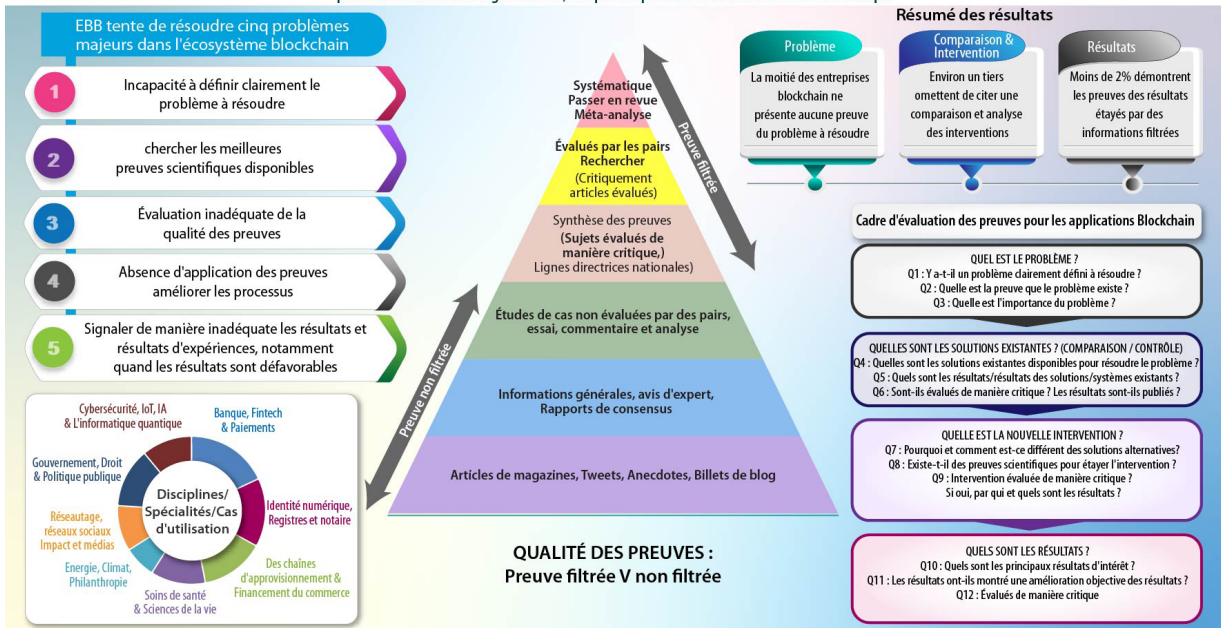 EBB tente de résoudre cinq problèmes
majeurs dans l'écosystème blockchain
1
Incapacité à définir clairement le
problème à résoudre
2
chercher les meilleures
preuves scientifiques disponibles
3
Évaluation inadéquate de la
qualité des preuves
4
Absence d'application des preuves
améliorer les processus
5
Signaler de manière inadéquate les résultats et
résultats d'expériences, notamment
quand les résultats sont défavorables
Cybersécurité, IoT, IA
& L'informatique quantique
Banque, Fintech
& Paiements
Gouvernement, Droit
& Politique publique
Disciplines/
Spécialités/Cas
d'utilisation
Identité numérique,
Registres et notaire
Réseautage,
réseaux sociaux
Impact et médias
Energie, Climat,
Philanthropie
Des chaînes
d'approvisionnement &
Financement du commerce
Soins de santé
& Sciences de la vie
Systématique
Passer en revue
Méta-analyse
Évalués par les pairs
Rechercher
(Critiquement
articles évalués)
Synthèse des preuves
(Sujets évalués de
manière critique,)
Lignes directrices nationales)
Études de cas non évaluées par des pairs,
essai, commentaire et analyse
Informations générales, avis d'expert,
Rapports de consensus
Articles de magazines, Tweets, Anecdotes, Billets de blog
Preuve filtrée
Preuve non filtrée
QUALITÉ DES PREUVES :
Preuve filtrée V non filtrée
Résumé des résultats
Problème
La moitié des entreprises
blockchain ne
présente aucune preuve
du problème à résoudre
Comparaison &
Intervention
Environ un tiers
omettent de citer une
comparaison et analyse
des interventions
Résultats
Moins de 2% démontrent
les preuves des résultats
étayés par des
informations filtrées
Cadre d'évaluation des preuves pour les applications Blockchain
QUEL EST LE PROBLÈME ?
Q1 : Y a-t-il un problème clairement défini à résoudre ?
Q2 : Quelle est la preuve que le problème existe ?
Q3 : Quelle est l'importance du problème ?
QUELLES SONT LES SOLUTIONS EXISTANTES ? (COMPARAISON / CONTRÔLE)
Q4 : Quelles sont les solutions existantes disponibles pour résoudre le problème ?
Q5 : Quels sont les résultats/résultats des solutions/systèmes existants ?
Q6 : Sont-ils évalués de manière critique ? Les résultats sont-ils publiés ?
QUELLE EST LA NOUVELLE INTERVENTION ?
Q7 : Pourquoi et comment est-ce différent des solutions alternatives?
Q8 : Existe-t-il des preuves scientifiques pour étayer l'intervention ?
Q9 : Intervention évaluée de manière critique ?
Si oui, par qui et quels sont les résultats ?
QUELS SONT LES RÉSULTATS ?
Q10 : Quels sont les principaux résultats d'intérêt ?
Q11 : Les résultats ont-ils montré une amélioration objective des résultats ?
Q12 : Évalués de manière critique